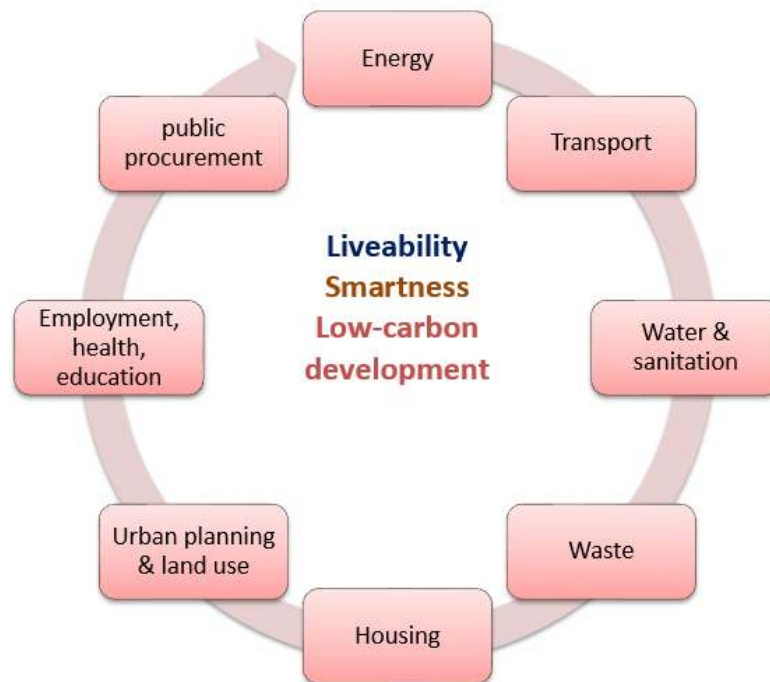 Energy
Transport
Water &
sanitation
Waste
Housing
Urban planning
& land use
Employment,
health,
education
public
procurement
Liveability
Smartness
Low-carbon
development